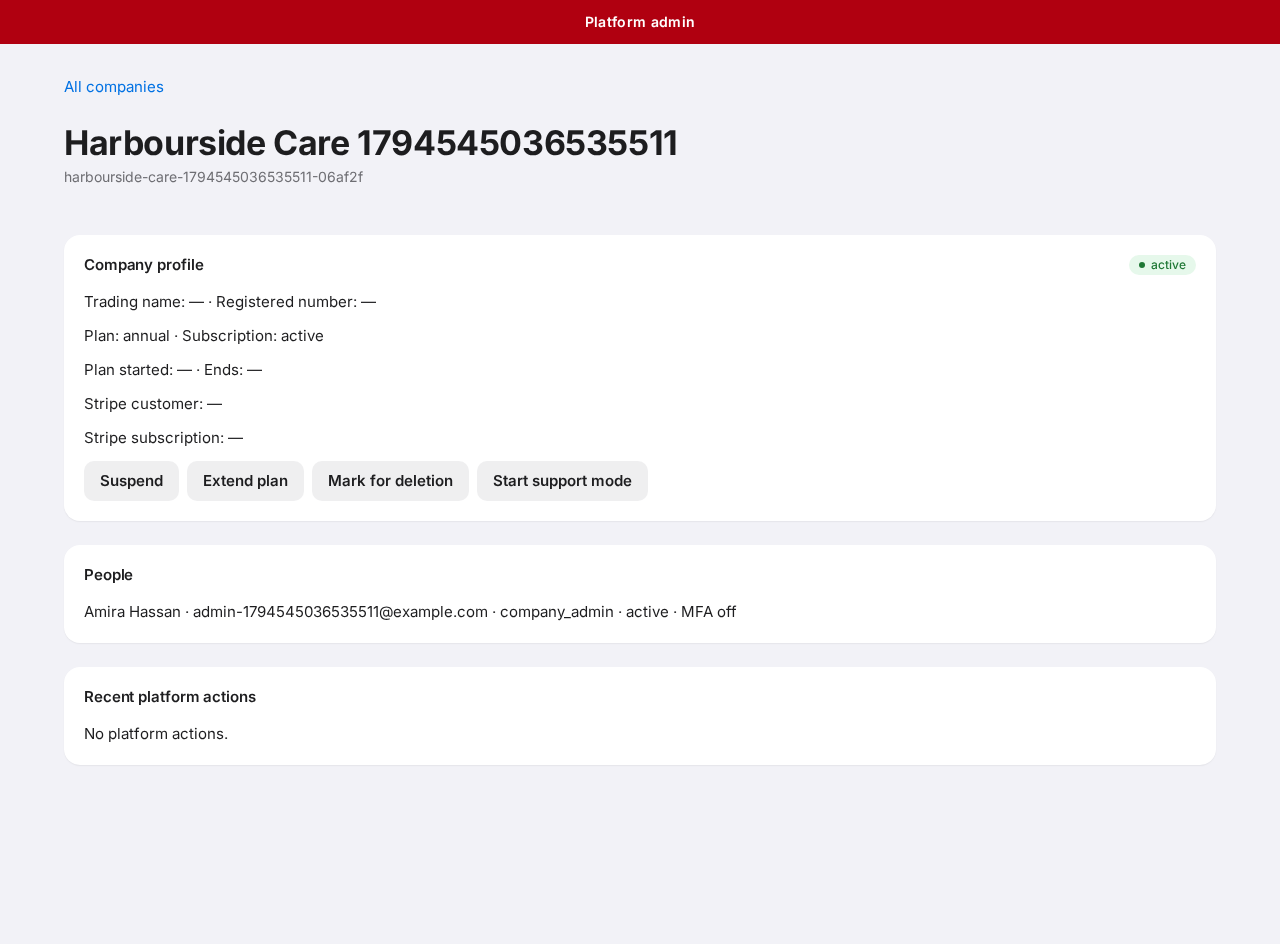 Platform admin
All companies
Harbourside Care 1794545036535511
harbourside-care-1794545036535511-06af2f
Company profile
active
Trading name: — · Registered number: —
Plan: annual · Subscription: active
Plan started: — · Ends: —
Stripe customer: —
Stripe subscription: —
Suspend Extend plan Mark for deletion Start support mode
People
Amira Hassan · admin-1794545036535511@example.com · company_admin · active · MFA off
Recent platform actions
No platform actions.